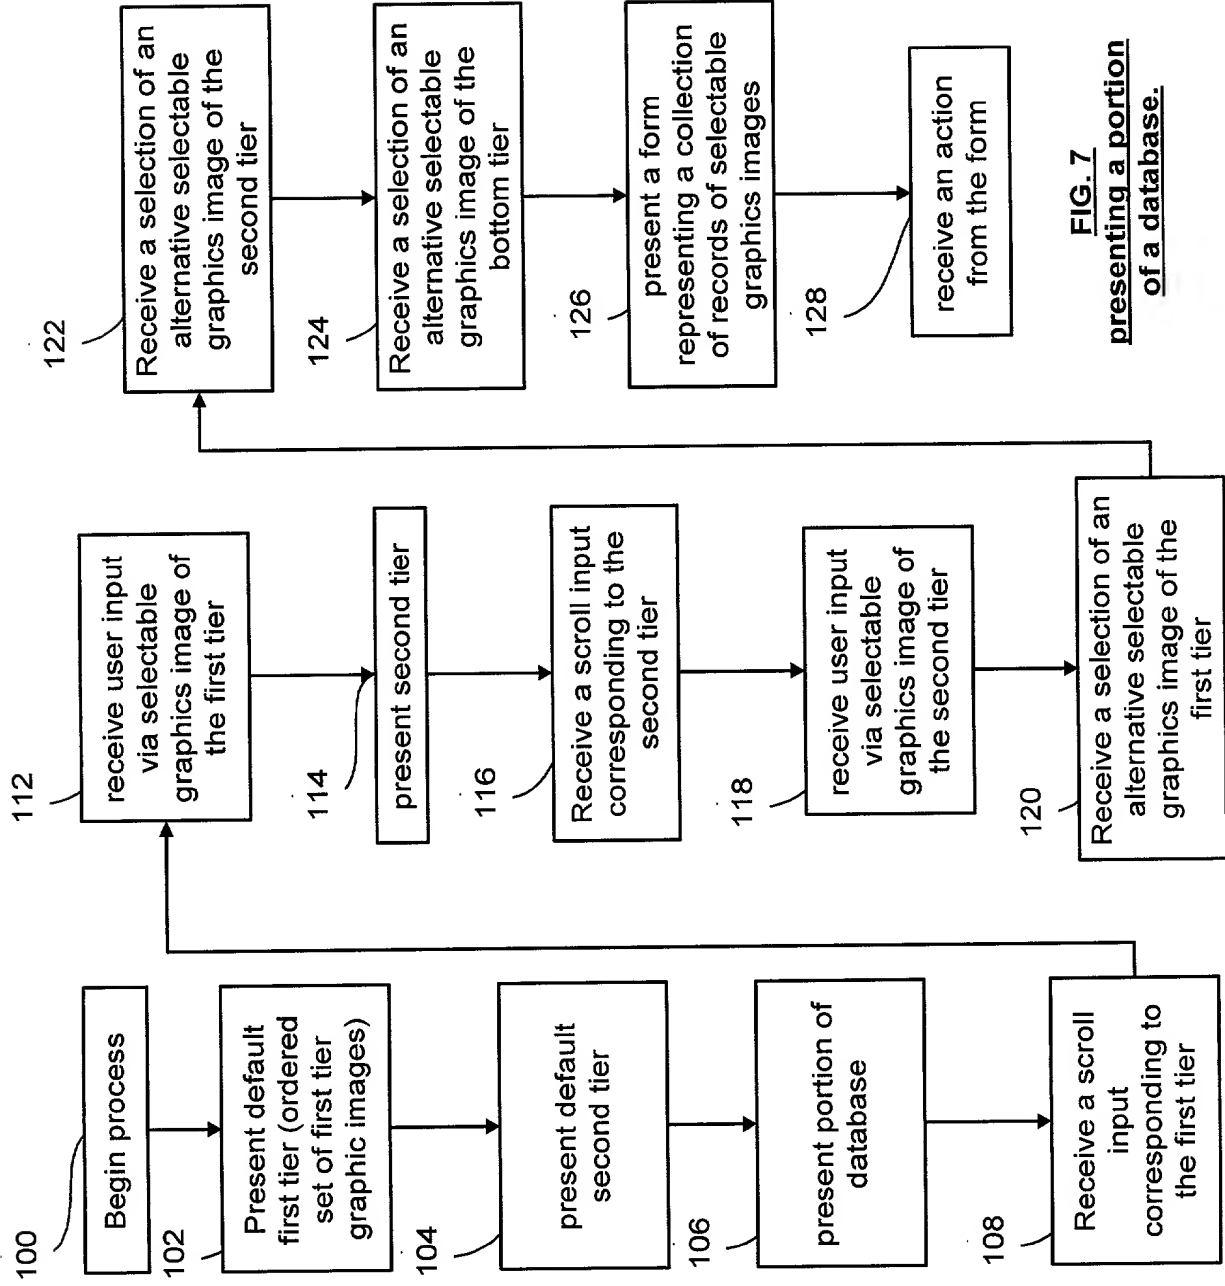 100
Begin process
102
Present default
first tier (ordered
set of first tier
graphic images)
104
present default
second tier
106
present portion of
database
108
Receive a scroll
input
corresponding to
the first tier
112
receive user input
via selectable
graphics image of
the first tier
114
present second tier
116
Receive a scroll input
corresponding to the
second tier
118
receive user input
via selectable
graphics image of
the second tier
120
Receive a selection of an
alternative selectable
graphics image of the
first tier
122
Receive a selection of an
alternative selectable
graphics image of the
second tier
124
Receive a selection of an
alternative selectable
graphics image of the
bottom tier
126
present a form
representing a collection
of records of selectable
graphics images
128
receive an action
from the form
FIG. 7
presenting a portion
of a database.